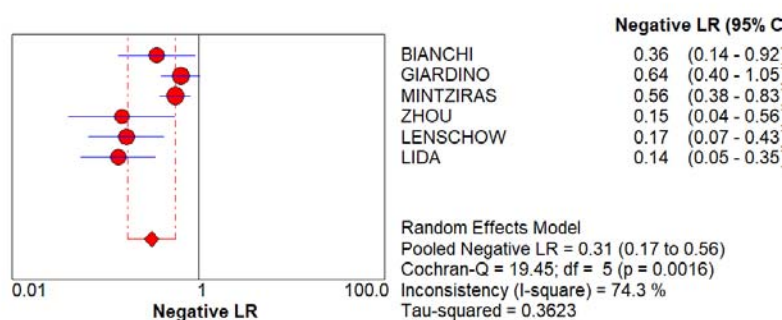 Negative LR (95% C
BIANCHI 0.36 (0.14 - 0.92)
GIARDINO 0.64 (0.40 - 1.05)
MINTZIRAS 0.56 (0.38 - 0.83)
ZHOU 0.15 (0.04 - 0.56)
LENSCHOW 0.17 (0.07 - 0.43)
LIDA 0.14 (0.05 - 0.35)
Random Effects Model
Pooled Negative LR = 0.31 (0.17 to 0.56)
Cochran-Q = 19.45; df = 5 (p = 0.0016)
Inconsistency (I-square) = 74.3 %
Tau-squared = 0.3623
0.01 1 100.0
Negative LR